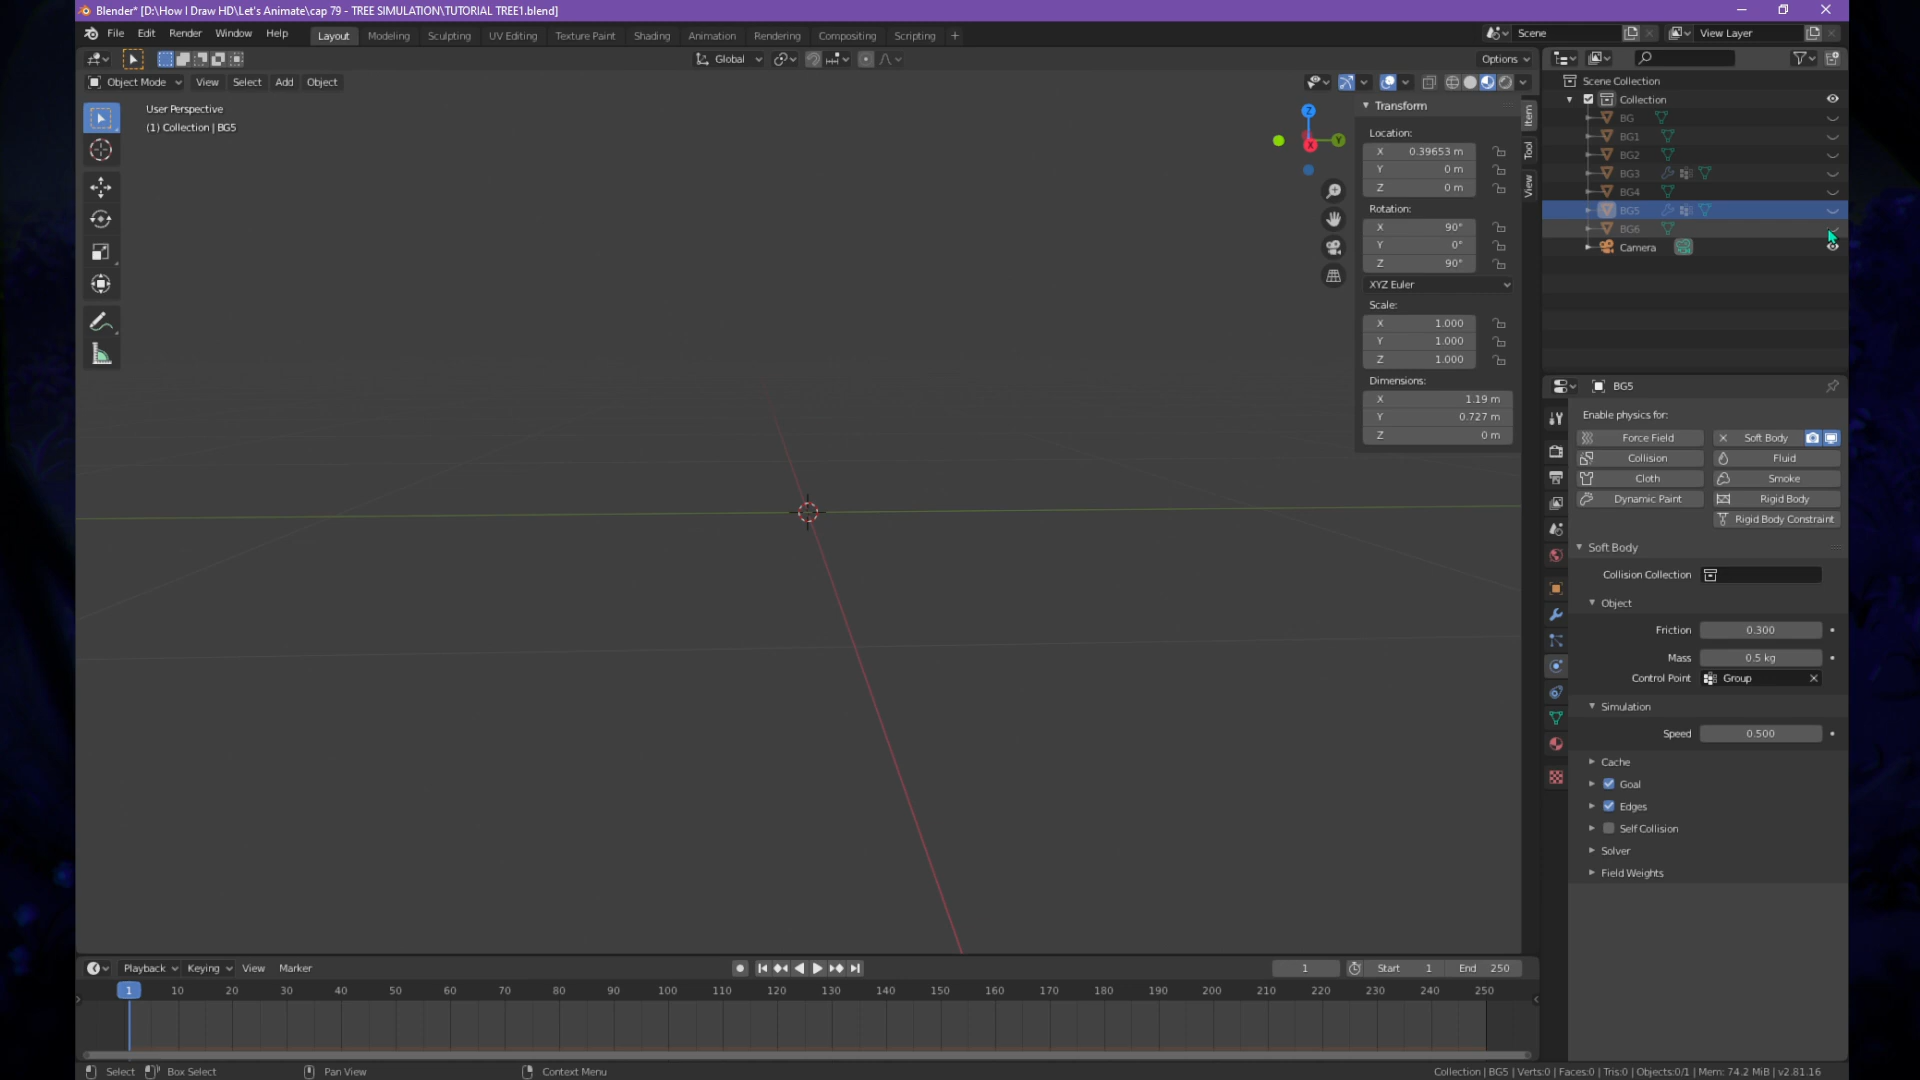 Blender* [D:\How I Draw HD\Let's Animate\cap 79 - TREE SIMULATION\TUTORIAL TREE1.blend]
File Edit Render Window Help Layout Modeling Sculpting UV Editing Texture Paint Shading Animation Rendering Compositing Scripting + Scene View Layer
Global Options
Object Mode View Select Add Object
User Perspective
(1) Collection | BG5
Z
Y
X
Transform
Location:
X 0.39653 m
Y 0 m
Z 0 m
Rotation:
X 90°
Y 0°
Z 90°
XYZ Euler
Scale:
X 1.000
Y 1.000
Z 1.000
Dimensions:
X 1.19 m
Y 0.727 m
Z 0 m
Item
Tool
View
Scene Collection
Collection
BG
BG1
BG2
BG3
BG4
BG5
BG6
Camera
BG5
Enable physics for:
Force Field Soft Body
Collision Fluid
Cloth Smoke
Dynamic Paint Rigid Body
Rigid Body Constraint
Soft Body
Collision Collection
Object
Friction 0.300
Mass 0.5 kg
Control Point Group
Simulation
Speed 0.500
Cache
Goal
Edges
Self Collision
Solver
Field Weights
Playback Keying View Marker 1 Start 1 End 250
1 10 20 30 40 50 60 70 80 90 100 110 120 130 140 150 160 170 180 190 200 210 220 230 240 250
Select Box Select Pan View Context Menu Collection | BG5 | Verts:0 | Faces:0 | Tris:0 | Objects:0/1 | Mem: 74.2 MiB | v2.81.16